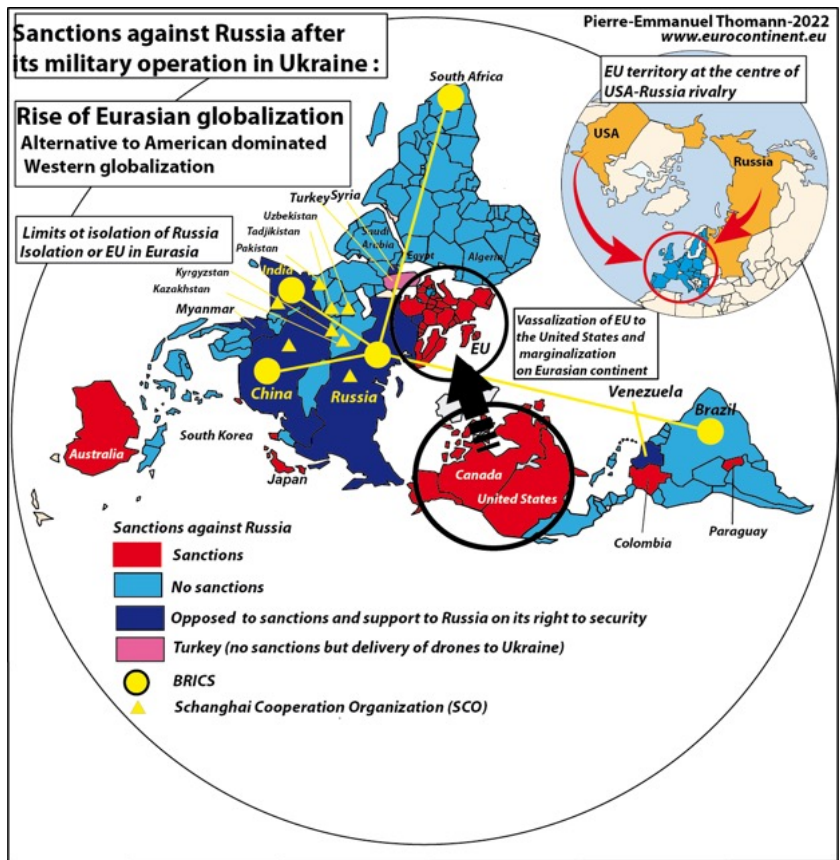 Sanctions against Russia after
its military operation in Ukraine :
Pierre-Emmanuel Thomann-2022
www.eurocontinent.eu
EU territory at the centre of
USA-Russia rivalry
USA
Russia
Rise of Eurasian globalization
Alternative to American dominated
Western globalization
Limits ot isolation of Russia
Isolation or EU in Eurasia
South Africa
Turkey
Syria
Uzbekistan
Tadjikistan
Pakistan
Kyrgyzstan
Kazakhstan
Myanmar
Saudi
Arabia
Egypt
Algeria
India
China
Russia
EU
Vassalization of EU to
the United States and
marginalization
on Eurasian continent
Venezuela
Brazil
Australia
South Korea
Japan
Canada
United States
Colombia
Paraguay
Sanctions against Russia
Sanctions
No sanctions
Opposed to sanctions and support to Russia on its right to security
Turkey (no sanctions but delivery of drones to Ukraine)
BRICS
Schanghai Cooperation Organization (SCO)